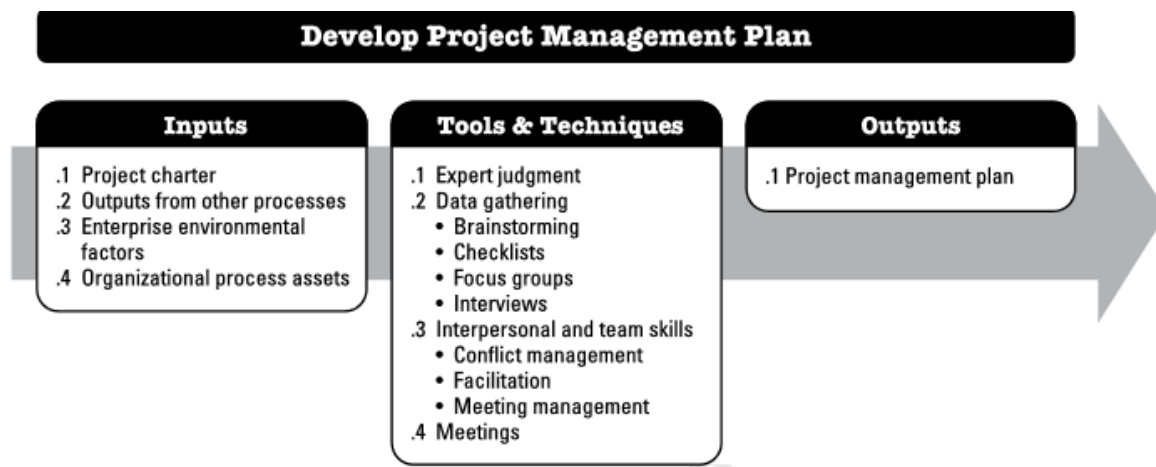 Develop Project Management Plan
Inputs
.1 Project charter
.2 Outputs from other processes
.3 Enterprise environmental
factors
.4 Organizational process assets
Tools & Techniques
.1 Expert judgment
.2 Data gathering
• Brainstorming
• Checklists
• Focus groups
• Interviews
.3 Interpersonal and team skills
• Conflict management
• Facilitation
• Meeting management
.4 Meetings
Outputs
.1 Project management plan